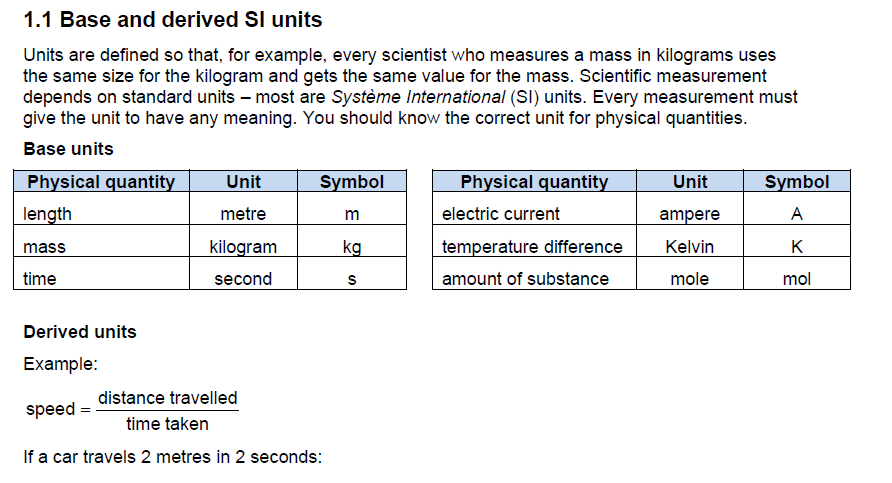 1.1 Base and derived SI units
Units are defined so that, for example, every scientist who measures a mass in kilograms uses
the same size for the kilogram and gets the same value for the mass. Scientific measurement
depends on standard units – most are Système International (SI) units. Every measurement must
give the unit to have any meaning. You should know the correct unit for physical quantities.
Base units
Physical quantity Unit Symbol
length metre m
mass kilogram kg
time second s
Physical quantity Unit Symbol
electric current ampere A
temperature difference Kelvin K
amount of substance mole mol
Derived units
Example:
speed = distance travelled
time taken
If a car travels 2 metres in 2 seconds: